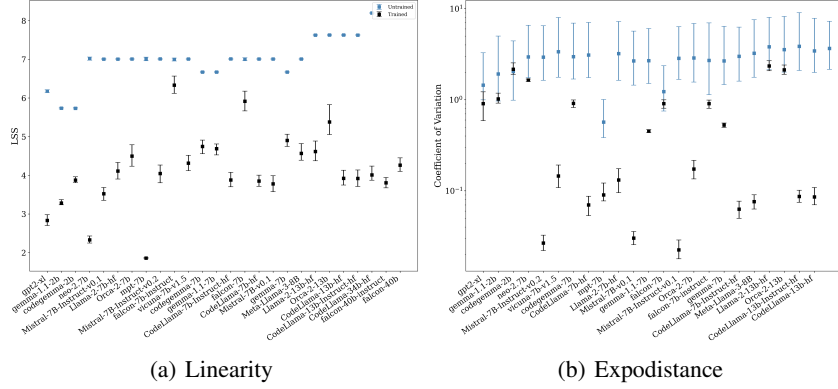 8
7
6
5
4
3
2
LSS
Untrained
Trained
gpt2-xl
gemma-1.1-2b
codegemma-2b
neo-2.7b
Mistral-7B-Instruct-v0.1
Llama-2-7b-hf
Orca-2-7b
mpt-7b
Mistral-7B-Instruct-v0.2
falcon-7b-instruct
vicuna-7b-v1.5
codegemma-7b
gemma-1.1-7b
CodeLlama-7b-Instruct-hf
falcon-7b
CodeLlama-7b-hf
Mistral-7B-v0.1
gemma-7b
Meta-Llama-3-8B
Llama-2-13b-hf
Orca-2-13b
CodeLlama-13b-hf
CodeLlama-13b-Instruct-hf
CodeLlama-34b-hf
falcon-40b-instruct
falcon-40b
(a) Linearity
10²
10¹
10⁰
10⁻¹
Coefficient of Variation
Untrained
Trained
gpt2-xl
gemma-1.1-2b
codegemma-2b
neo-2.7b
Mistral-7B-Instruct-v0.2
vicuna-7b-v1.5
codegemma-7b
CodeLlama-7b-hf
mpt-7b
Llama-2-7b-hf
Mistral-7B-v0.1
gemma-1.1-7b
falcon-7b
Mistral-7B-Instruct-v0.1
Orca-2-7b
falcon-7b-instruct
gemma-7b
CodeLlama-7b-Instruct-hf
Meta-Llama-3-8B
Llama-2-13b-hf
Orca-2-13b
CodeLlama-13b-Instruct-hf
CodeLlama-13b-hf
(b) Expodistance